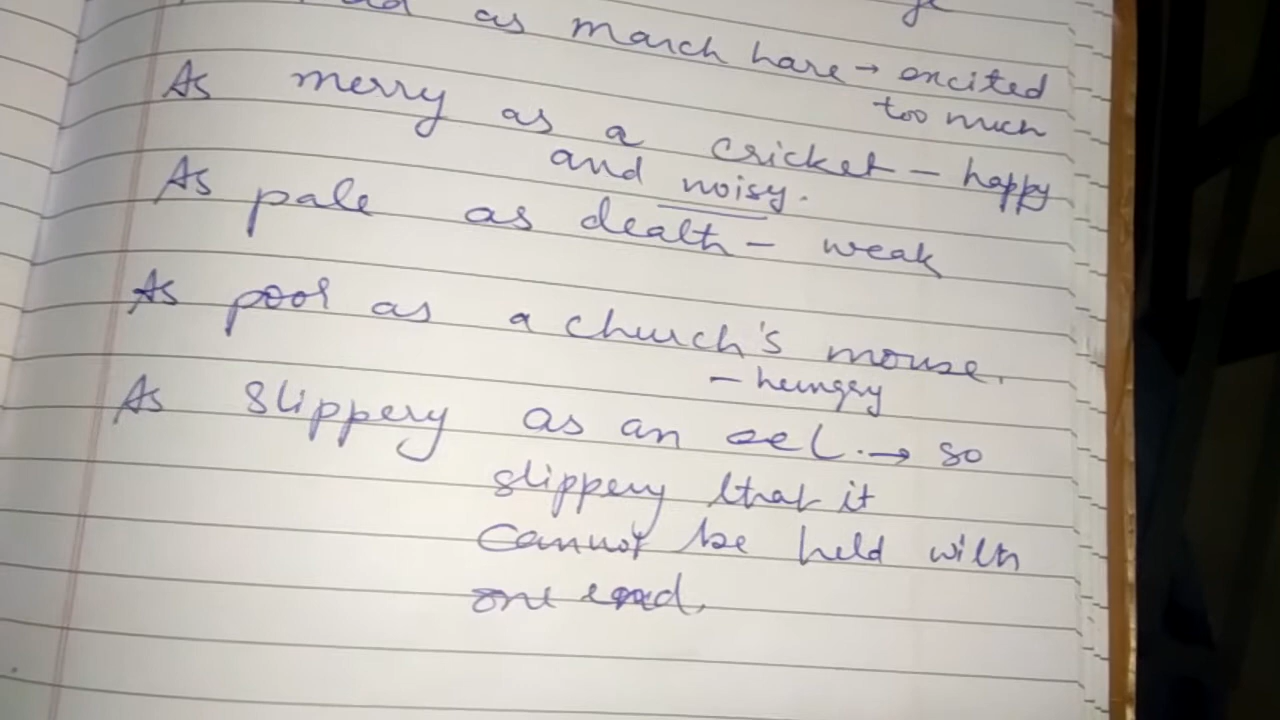 as march hare → excited
too much
As merry as a cricket – happy
and noisy.
As pale as death – weak
As poor as a church's mouse.
– hungry
As slippery as an eel. → so
slippery that it
cannot be held with
one end.